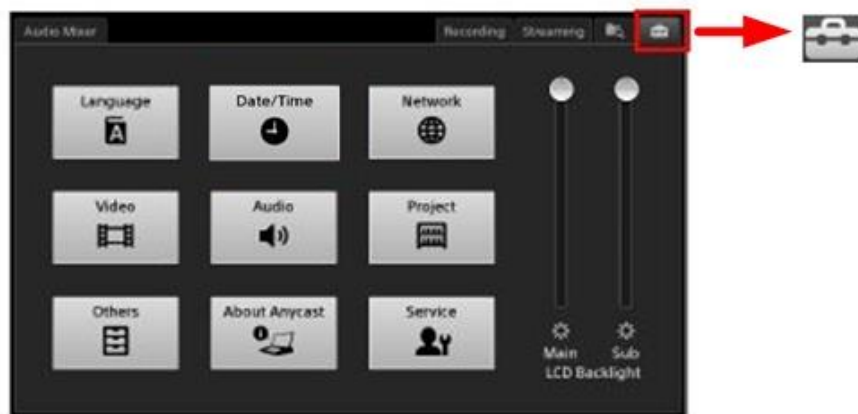 Audio Mixer
Recording
Streaming
Language
A
Date/Time
Network
Video
Audio
Project
Others
About Anycast
Service
Main
Sub
LCD Backlight